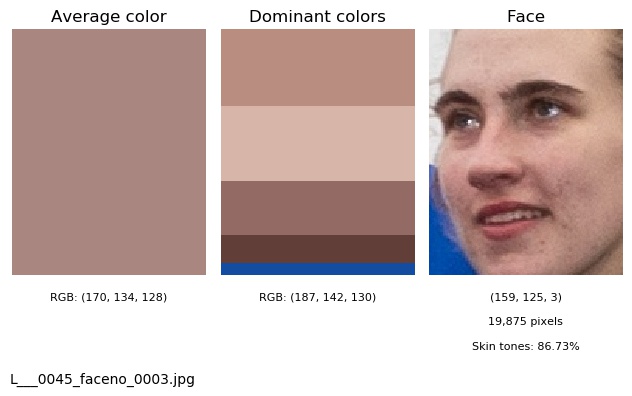 Average color
Dominant colors
Face
RGB: (170, 134, 128)
RGB: (187, 142, 130)
(159, 125, 3)
19,875 pixels
Skin tones: 86.73%
L___0045_faceno_0003.jpg